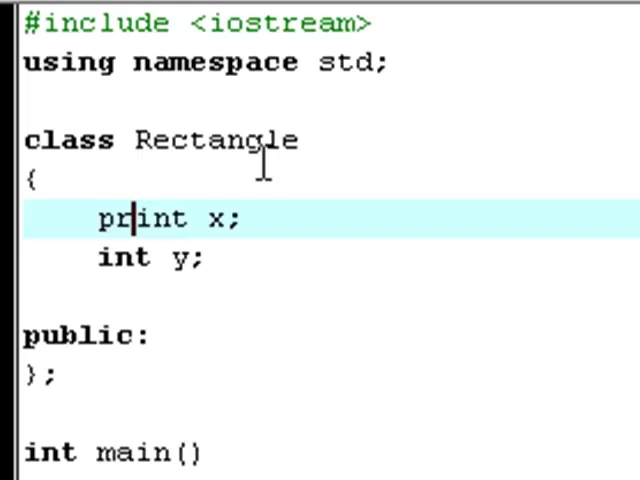 #include <iostream>
using namespace std;
class Rectangle
{
print x;
int y;
public:
};
int main()